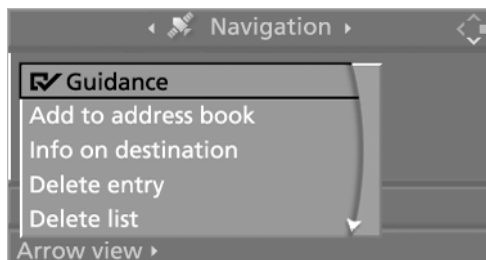 Navigation
Guidance
Add to address book
Info on destination
Delete entry
Delete list
Arrow view